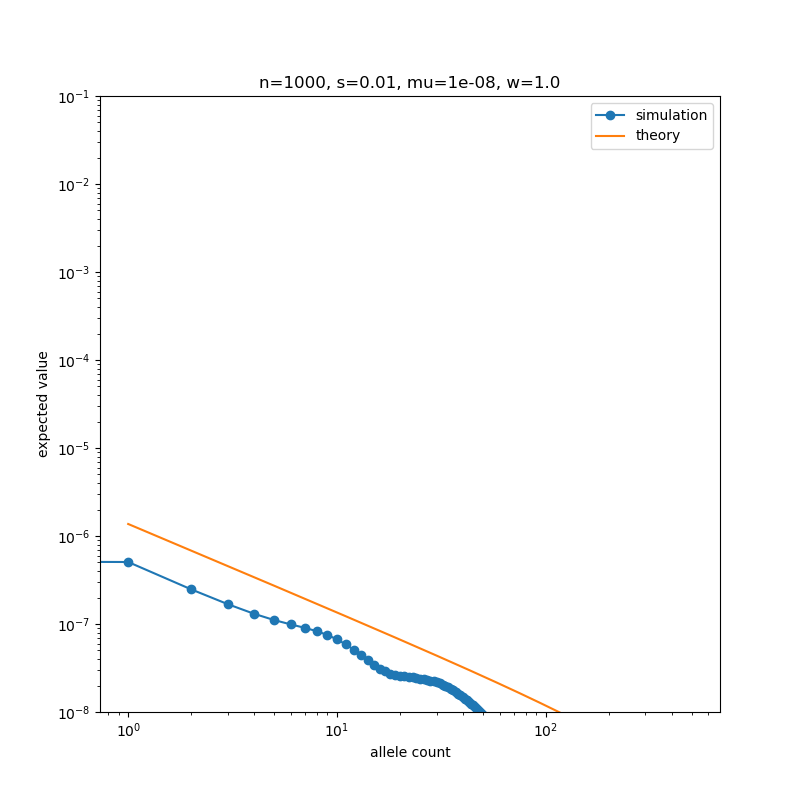 n=1000, s=0.01, mu=1e-08, w=1.0
simulation
theory
10⁻¹
10⁻²
10⁻³
10⁻⁴
10⁻⁵
10⁻⁶
10⁻⁷
10⁻⁸
expected value
10⁰ 10¹ 10²
allele count